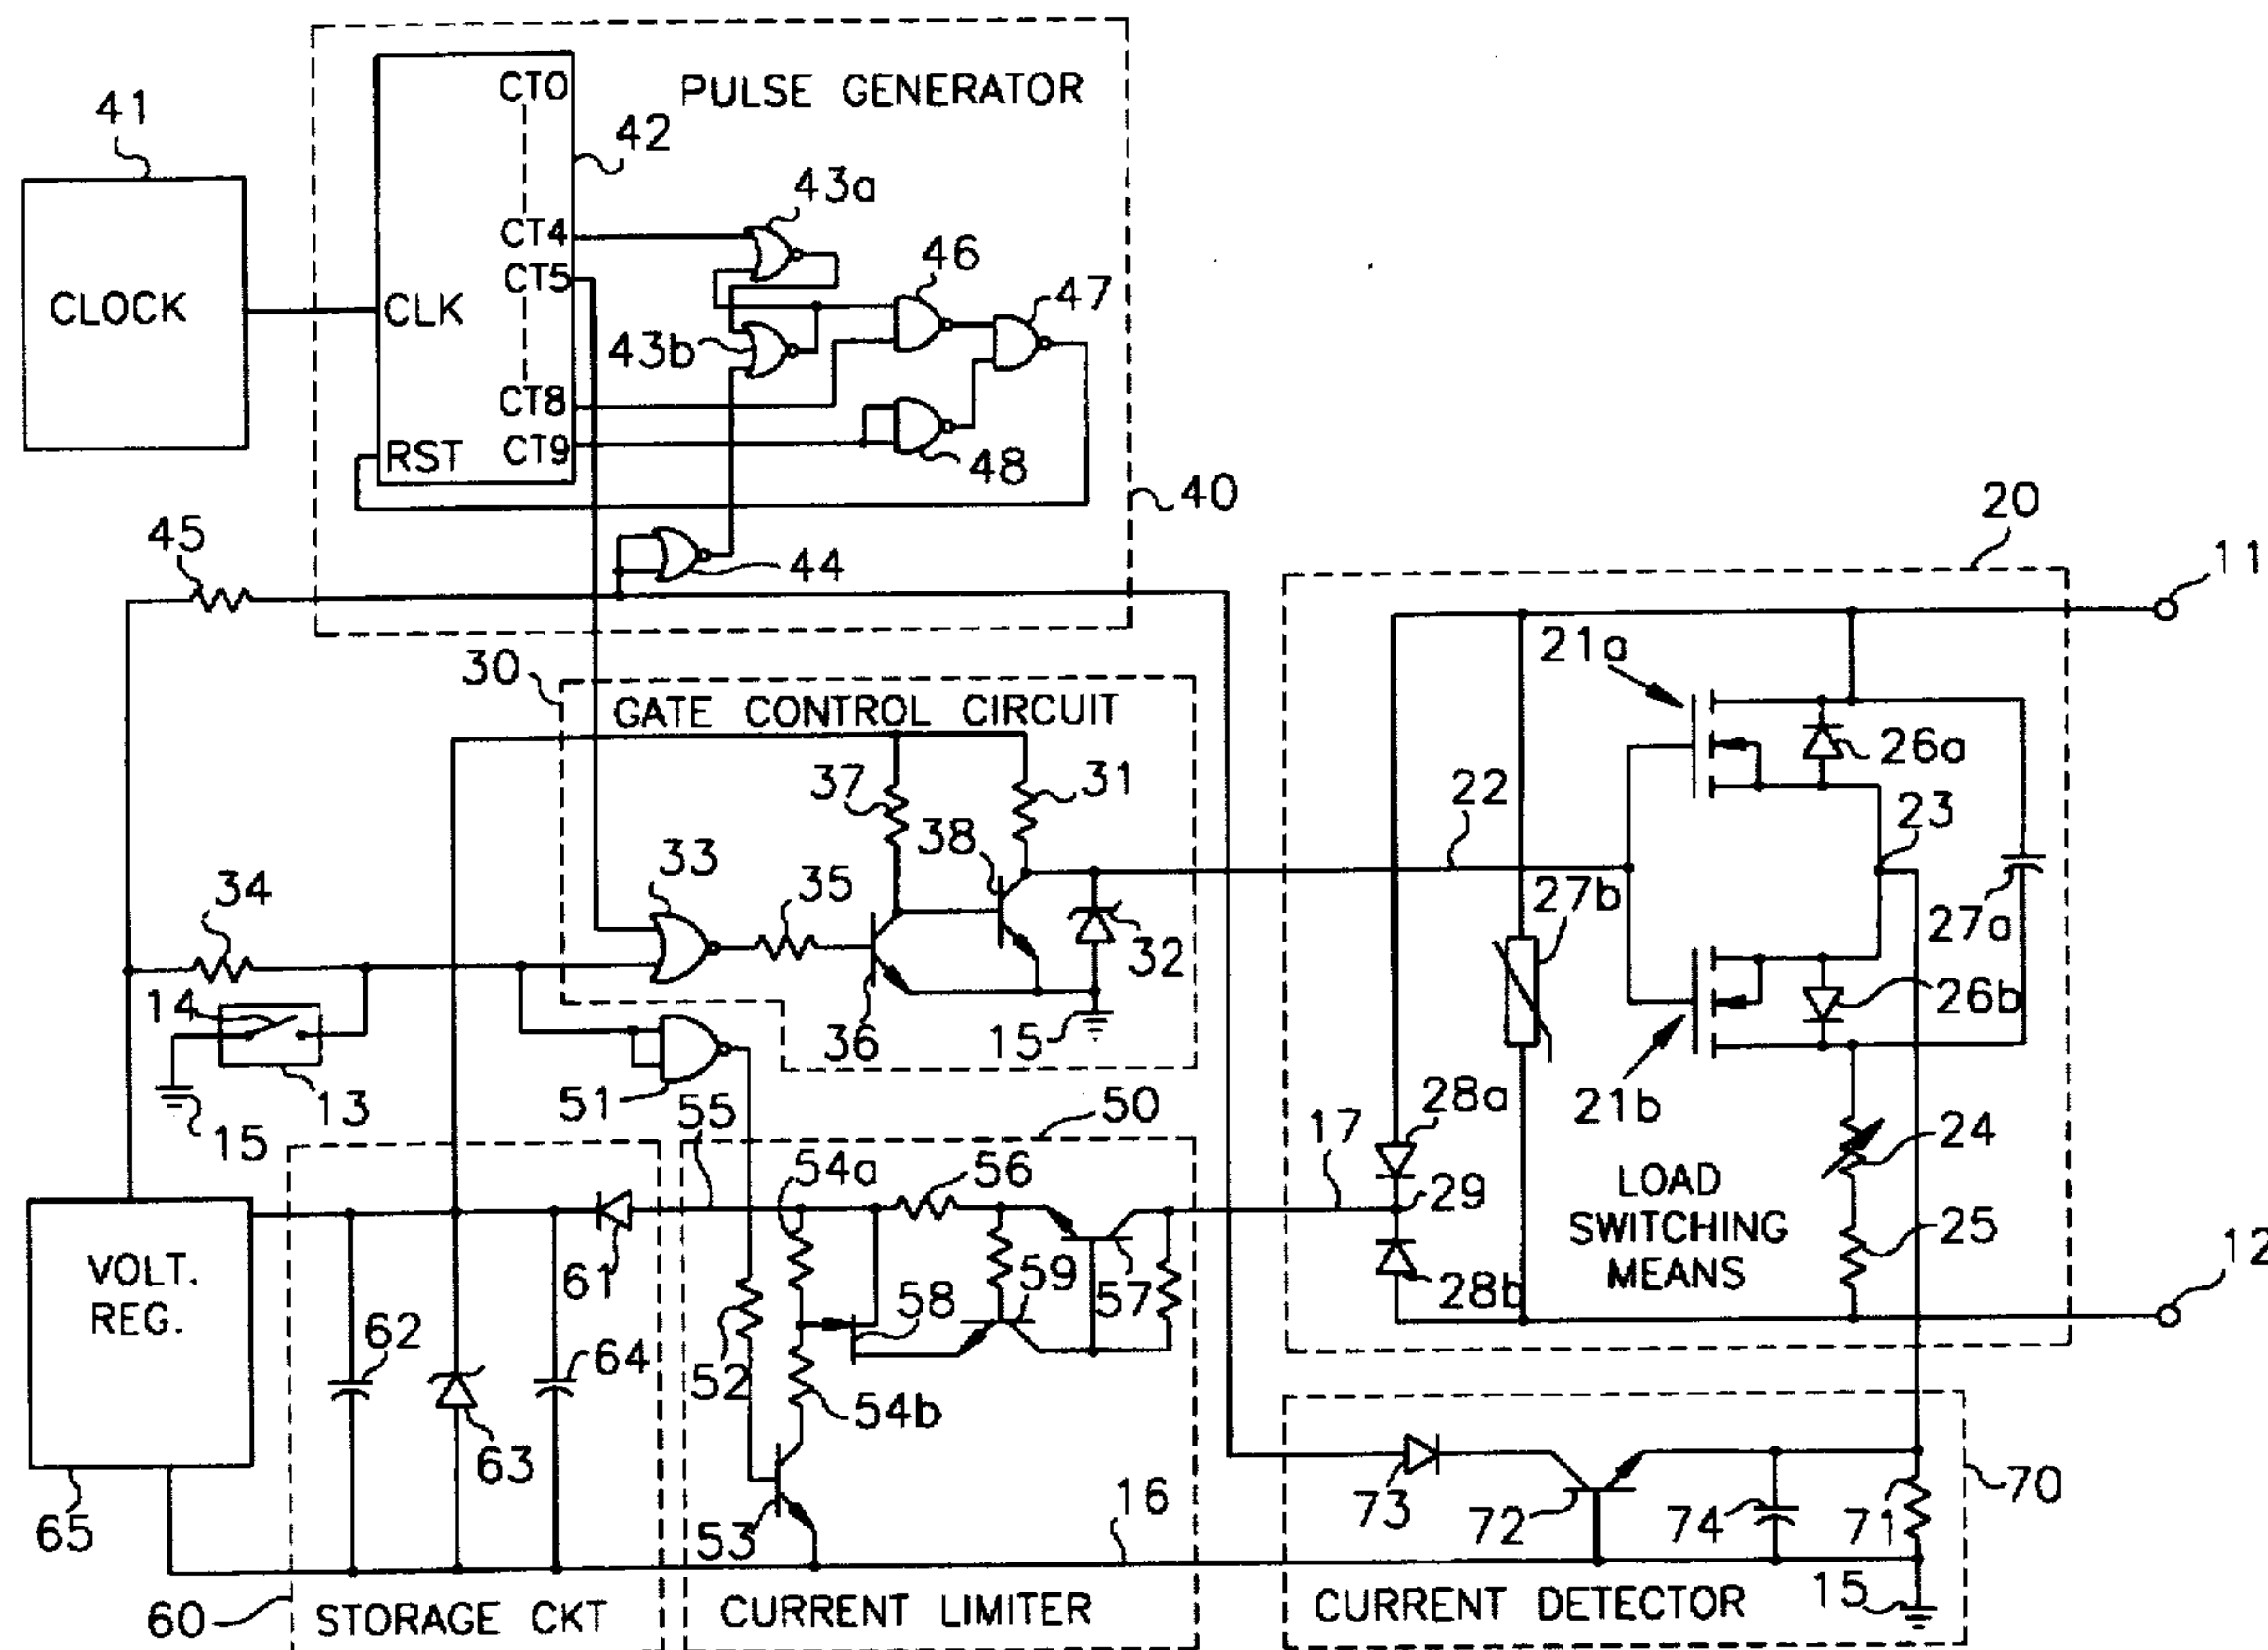 CT0
PULSE GENERATOR
41
42
43a
CT4
46
CT5
47
CLOCK
CLK
43b
CT8
RST
CT9
48
40
45
44
20
11
30
21a
GATE CONTROL CIRCUIT
26a
37
31
22
23
38
33
35
27b
34
27a
32
14
26b
36
15
13
51
55
50
28a
21b
15
17
24
54a
56
LOAD
SWITCHING
MEANS
29
25
VOLT.
REG.
61
59
57
28b
12
58
62
64
52
54b
63
16
73
72
74
71
70
65
53
15
60
STORAGE CKT
CURRENT LIMITER
CURRENT DETECTOR